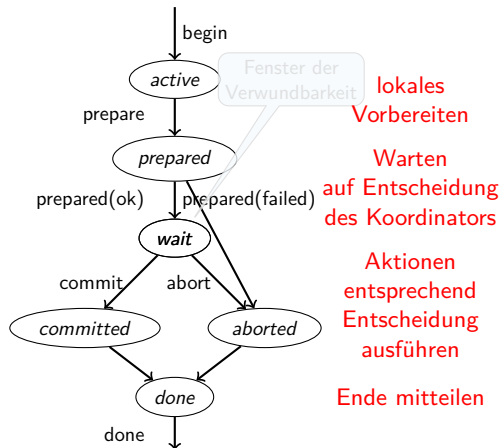 begin
Fenster der
Verwundbarkeit
active
lokales
Vorbereiten
prepare
prepared
Warten
auf Entscheidung
des Koordinators
prepared(ok)
prepared(failed)
wait
Aktionen
entsprechend
Entscheidung
ausführen
commit
abort
committed
aborted
done
Ende mitteilen
done